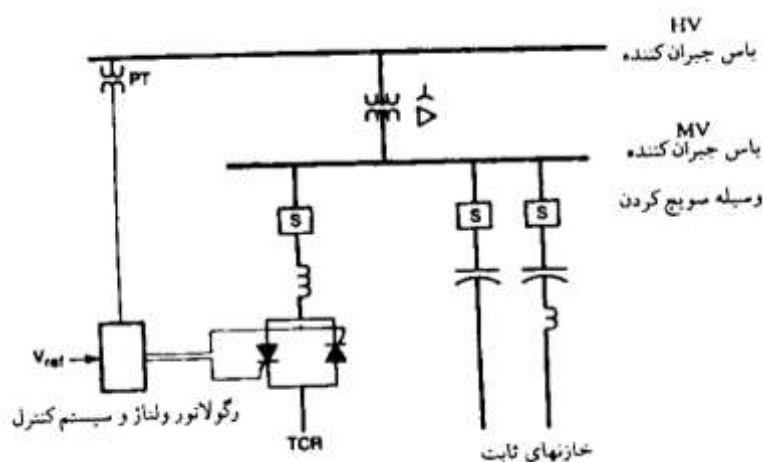 HV
باس جبران کننده
PT
MV
باس جبران کننده
وسیله سویچ کردن
S
S
S
Vref
رگولاتور ولتاژ و سیستم کنترل
TCR
خازنهای ثابت